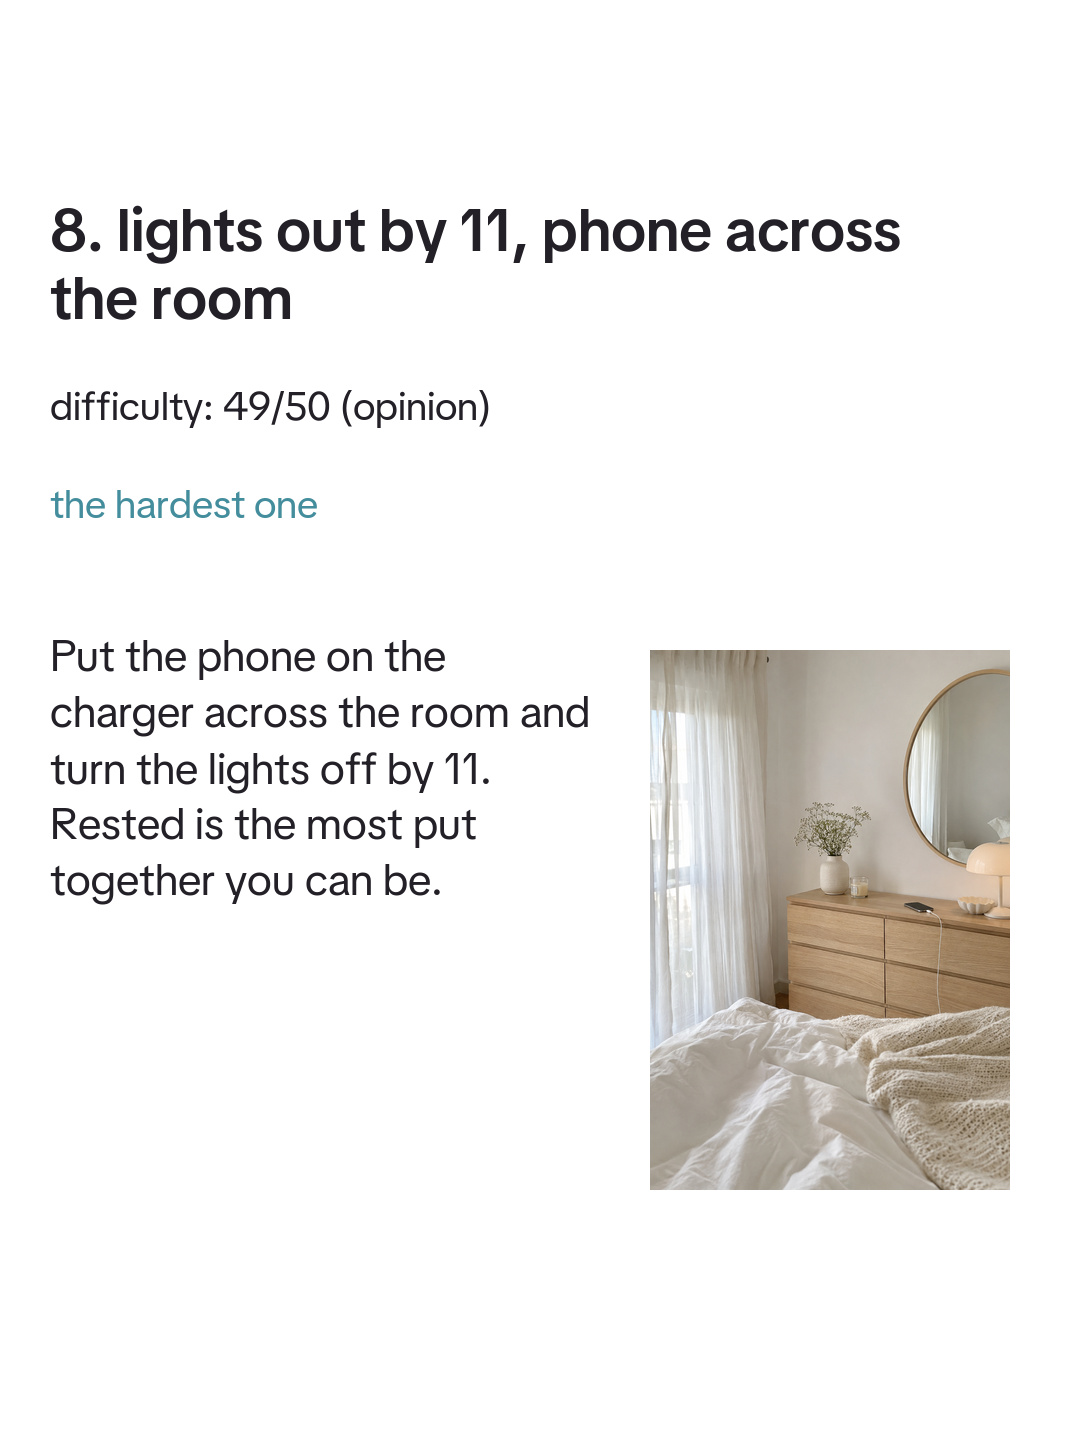 8. lights out by 11, phone across
the room
difficulty: 49/50 (opinion)
the hardest one
Put the phone on the
charger across the room and
turn the lights off by 11.
Rested is the most put
together you can be.